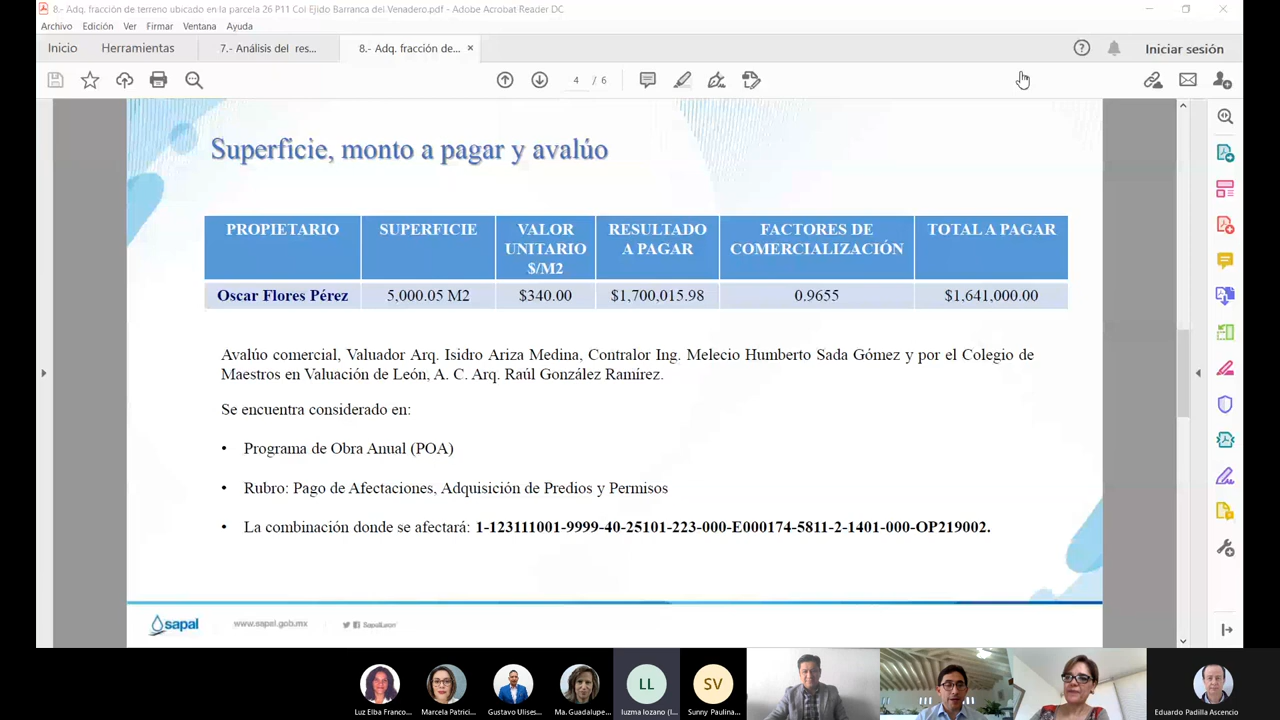 8.- Adq. fracción de terreno ubicado en la parcela 26 P11 Col Ejido Barranca del Venadero.pdf - Adobe Acrobat Reader DC
Archivo Edición Ver Firmar Ventana Ayuda
Inicio Herramientas 7.- Análisis del res... 8.- Adq. fracción de... × Iniciar sesión
4 / 6
Superficie, monto a pagar y avalúo
PROPIETARIO SUPERFICIE VALOR UNITARIO $/M2 RESULTADO A PAGAR FACTORES DE COMERCIALIZACIÓN TOTAL A PAGAR
Oscar Flores Pérez 5,000.05 M2 $340.00 $1,700,015.98 0.9655 $1,641,000.00
Avalúo comercial, Valuador Arq. Isidro Ariza Medina, Contralor Ing. Melecio Humberto Sada Gómez y por el Colegio de
Maestros en Valuación de León, A. C. Arq. Raúl González Ramírez.
Se encuentra considerado en:
• Programa de Obra Anual (POA)
• Rubro: Pago de Afectaciones, Adquisición de Predios y Permisos
• La combinación donde se afectará: 1-123111001-9999-40-25101-223-000-E000174-5811-2-1401-000-OP219002.
sapal www.sapal.gob.mx SapalLeon
LL SV
Luz Elba Franco... Marcela Patrici... Gustavo Ulises... Ma. Guadalupe... luzma lozano (I... Sunny Paulina... Eduardo Padilla Ascencio